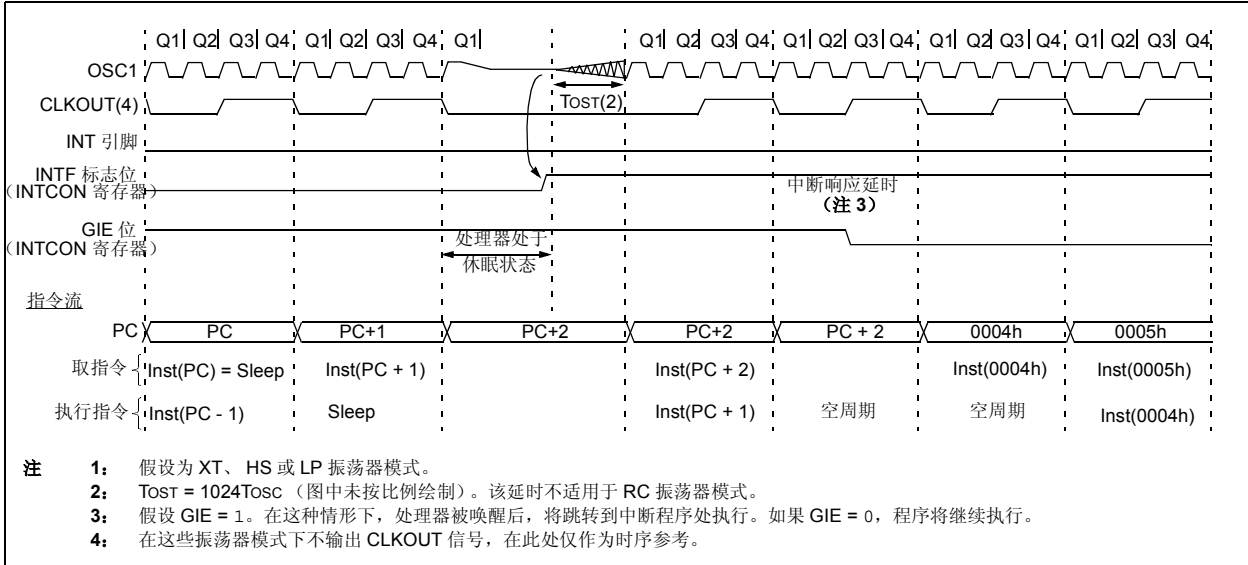 Q1 Q2 Q3 Q4 Q1 Q2 Q3 Q4 Q1 Q1 Q2 Q3 Q4 Q1 Q2 Q3 Q4 Q1 Q2 Q3 Q4 Q1 Q2 Q3 Q4
OSC1
TOST(2)
CLKOUT(4)
INT 引脚
INTF 标志位
(INTCON 寄存器)
中断响应延时
(注 3)
GIE 位
(INTCON 寄存器)
处理器处于
休眠状态
指令流
PC PC PC+1 PC+2 PC+2 PC + 2 0004h 0005h
取指令 Inst(PC) = Sleep Inst(PC + 1) Inst(PC + 2) Inst(0004h) Inst(0005h)
执行指令 Inst(PC - 1) Sleep Inst(PC + 1) 空周期 空周期 Inst(0004h)
注 1: 假设为 XT、 HS 或 LP 振荡器模式。
2: TOST = 1024TOSC (图中未按比例绘制)。该延时不适用于 RC 振荡器模式。
3: 假设 GIE = 1。在这种情形下，处理器被唤醒后，将跳转到中断程序处执行。如果 GIE = 0，程序将继续执行。
4: 在这些振荡器模式下不输出 CLKOUT 信号，在此处仅作为时序参考。